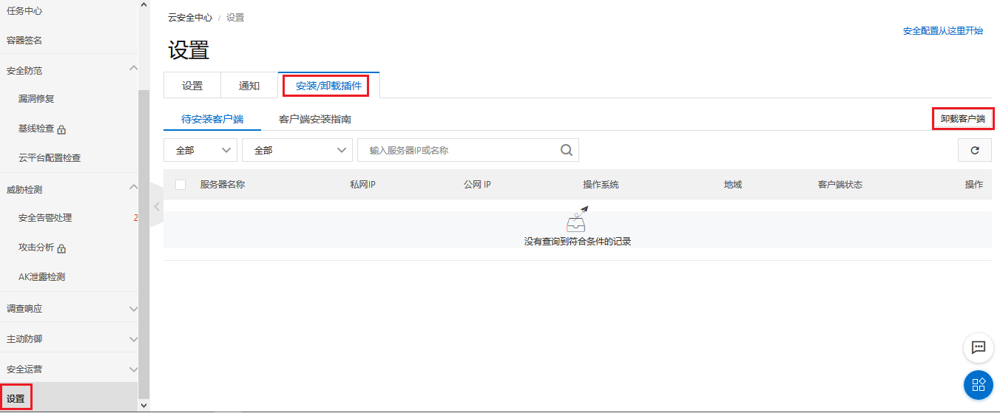 任务中心
容器签名
安全防范
漏洞修复
基线检查
云平台配置检查
威胁检测
安全告警处理 2
攻击分析
AK泄露检测
调查响应
主动防御
安全运营
设置
云安全中心 / 设置
安全配置从这里开始
设置
设置 通知 安装/卸载插件
待安装客户端 客户端安装指南 卸载客户端
全部 全部 输入服务器IP或名称
服务器名称 私网IP 公网 IP 操作系统 地域 客户端状态 操作
没有查询到符合条件的记录